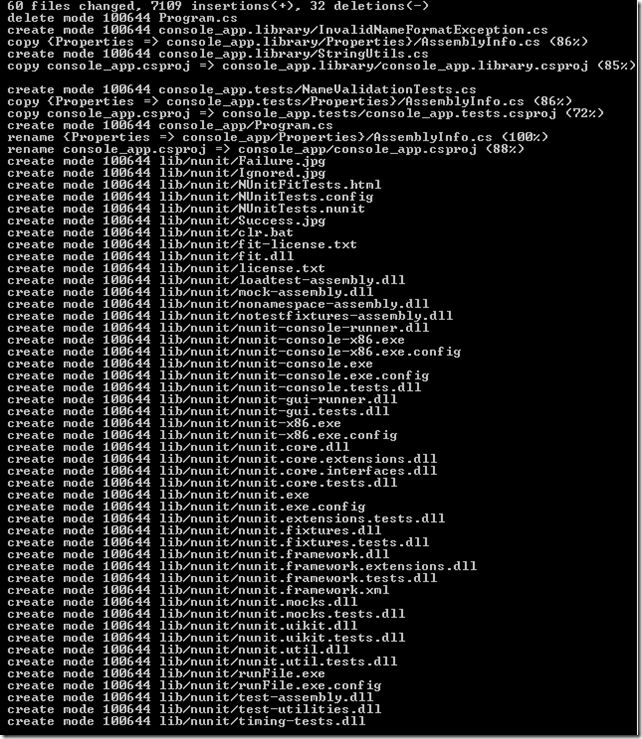 60 files changed, 7109 insertions(+), 32 deletions(-)
delete mode 100644 Program.cs
create mode 100644 console_app.library/InvalidNameFormatException.cs
copy {Properties => console_app.library/Properties}/AssemblyInfo.cs (86%)
create mode 100644 console_app.library/StringUtils.cs
copy console_app.csproj => console_app.library/console_app.library.csproj (85%)
create mode 100644 console_app.tests/NameValidationTests.cs
copy {Properties => console_app.tests/Properties}/AssemblyInfo.cs (86%)
copy console_app.csproj => console_app.tests/console_app.tests.csproj (72%)
create mode 100644 console_app/Program.cs
rename {Properties => console_app/Properties}/AssemblyInfo.cs (100%)
rename console_app.csproj => console_app/console_app.csproj (88%)
create mode 100644 lib/nunit/Failure.jpg
create mode 100644 lib/nunit/Ignored.jpg
create mode 100644 lib/nunit/NUnitFitTests.html
create mode 100644 lib/nunit/NUnitTests.config
create mode 100644 lib/nunit/NUnitTests.nunit
create mode 100644 lib/nunit/Success.jpg
create mode 100644 lib/nunit/clr.bat
create mode 100644 lib/nunit/fit-license.txt
create mode 100644 lib/nunit/fit.dll
create mode 100644 lib/nunit/license.txt
create mode 100644 lib/nunit/loadtest-assembly.dll
create mode 100644 lib/nunit/mock-assembly.dll
create mode 100644 lib/nunit/nonamespace-assembly.dll
create mode 100644 lib/nunit/notestfixtures-assembly.dll
create mode 100644 lib/nunit/nunit-console-runner.dll
create mode 100644 lib/nunit/nunit-console-x86.exe
create mode 100644 lib/nunit/nunit-console-x86.exe.config
create mode 100644 lib/nunit/nunit-console.exe
create mode 100644 lib/nunit/nunit-console.exe.config
create mode 100644 lib/nunit/nunit-console.tests.dll
create mode 100644 lib/nunit/nunit-gui-runner.dll
create mode 100644 lib/nunit/nunit-gui.tests.dll
create mode 100644 lib/nunit/nunit-x86.exe
create mode 100644 lib/nunit/nunit-x86.exe.config
create mode 100644 lib/nunit/nunit.core.dll
create mode 100644 lib/nunit/nunit.core.extensions.dll
create mode 100644 lib/nunit/nunit.core.interfaces.dll
create mode 100644 lib/nunit/nunit.core.tests.dll
create mode 100644 lib/nunit/nunit.exe
create mode 100644 lib/nunit/nunit.exe.config
create mode 100644 lib/nunit/nunit.extensions.tests.dll
create mode 100644 lib/nunit/nunit.fixtures.dll
create mode 100644 lib/nunit/nunit.fixtures.tests.dll
create mode 100644 lib/nunit/nunit.framework.dll
create mode 100644 lib/nunit/nunit.framework.extensions.dll
create mode 100644 lib/nunit/nunit.framework.tests.dll
create mode 100644 lib/nunit/nunit.framework.xml
create mode 100644 lib/nunit/nunit.mocks.dll
create mode 100644 lib/nunit/nunit.mocks.tests.dll
create mode 100644 lib/nunit/nunit.uikit.dll
create mode 100644 lib/nunit/nunit.uikit.tests.dll
create mode 100644 lib/nunit/nunit.util.dll
create mode 100644 lib/nunit/nunit.util.tests.dll
create mode 100644 lib/nunit/runFile.exe
create mode 100644 lib/nunit/runFile.exe.config
create mode 100644 lib/nunit/test-assembly.dll
create mode 100644 lib/nunit/test-utilities.dll
create mode 100644 lib/nunit/timing-tests.dll